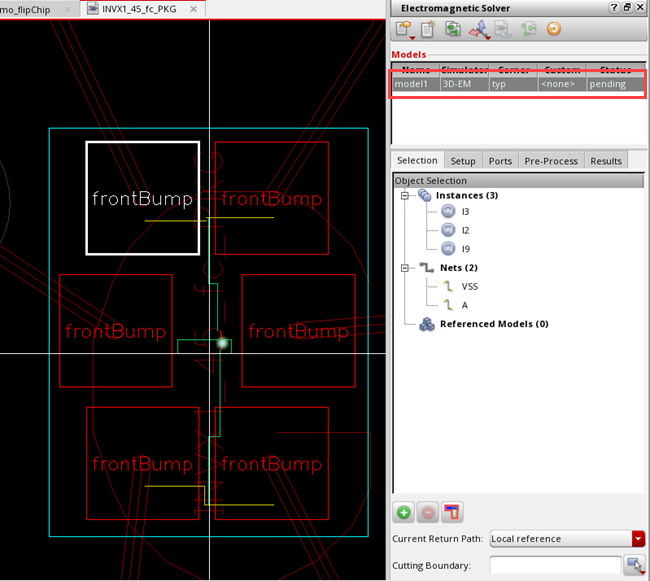 mo_flipChip
INVX1_45_fc_PKG
Electromagnetic Solver
Models
Name Simulator Corner Custom Status
model1 3D-EM typ <none> pending
Selection Setup Ports Pre-Process Results
Object Selection
Instances (3)
I3
I2
I9
Nets (2)
VSS
A
Referenced Models (0)
Current Return Path: Local reference
Cutting Boundary:
frontBump frontBump
frontBump frontBump
frontBump frontBump